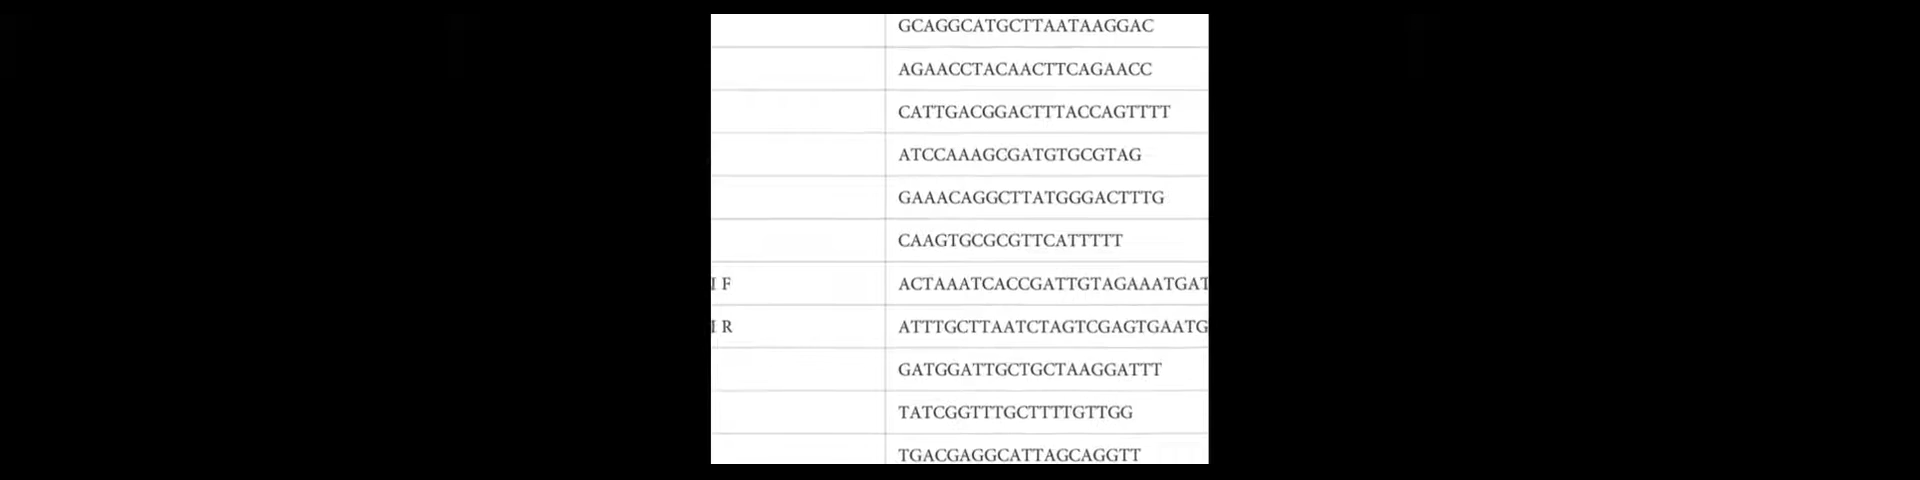 GCAGGCATGCTTAATAAGGAC
AGAACCTACAACTTCAGAACC
CATTGACGGACTTTACCAGTTTT
ATCCAAAGCGATGTGCGTAG
GAAACAGGCTTATGGGACTTTG
CAAGTGCGCGTTCATTTTT
I F ACTAAATCACCGATTGTAGAAATGAT
I R ATTTGCTTAATCTAGTCGAGTGAATG
GATGGATTGCTGCTAAGGATTT
TATCGGTTTGCTTTTGTTGG
TGACGAGGCATTAGCAGGTT